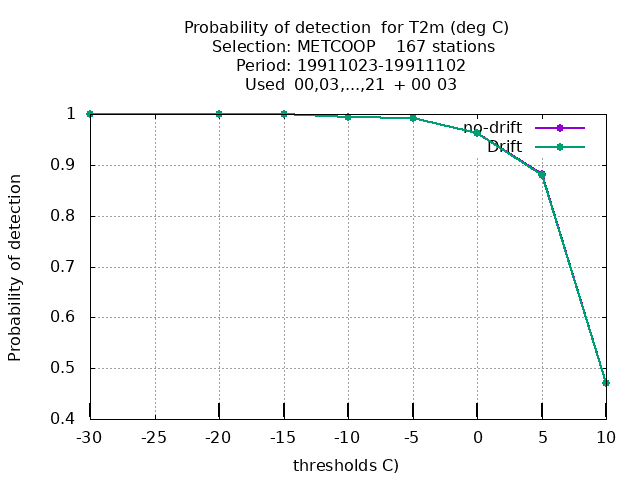 Probability of detection for T2m (deg C)
Selection: METCOOP 167 stations
Period: 19911023-19911102
Used 00,03,...,21 + 00 03
Probability of detection
1
0.9
0.8
0.7
0.6
0.5
0.4
no-drift
Drift
-30 -25 -20 -15 -10 -5 0 5 10
thresholds C)